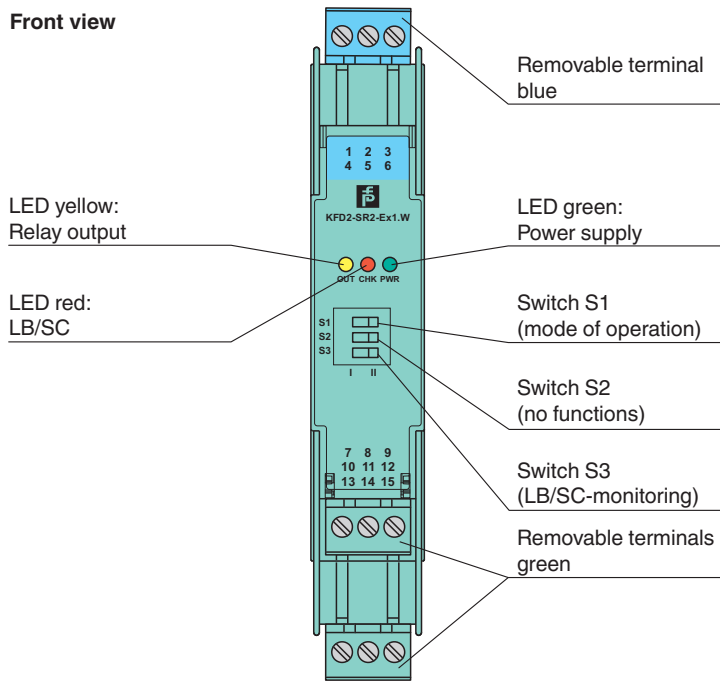 Front view
Removable terminal
blue
1 2 3
4 5 6
KFD2-SR2-Ex1.W
LED yellow:
Relay output
LED green:
Power supply
OUT CHK PWR
LED red:
LB/SC
S1
S2
S3
I II
Switch S1
(mode of operation)
Switch S2
(no functions)
Switch S3
(LB/SC-monitoring)
7 8 9
10 11 12
13 14 15
Removable terminals
green